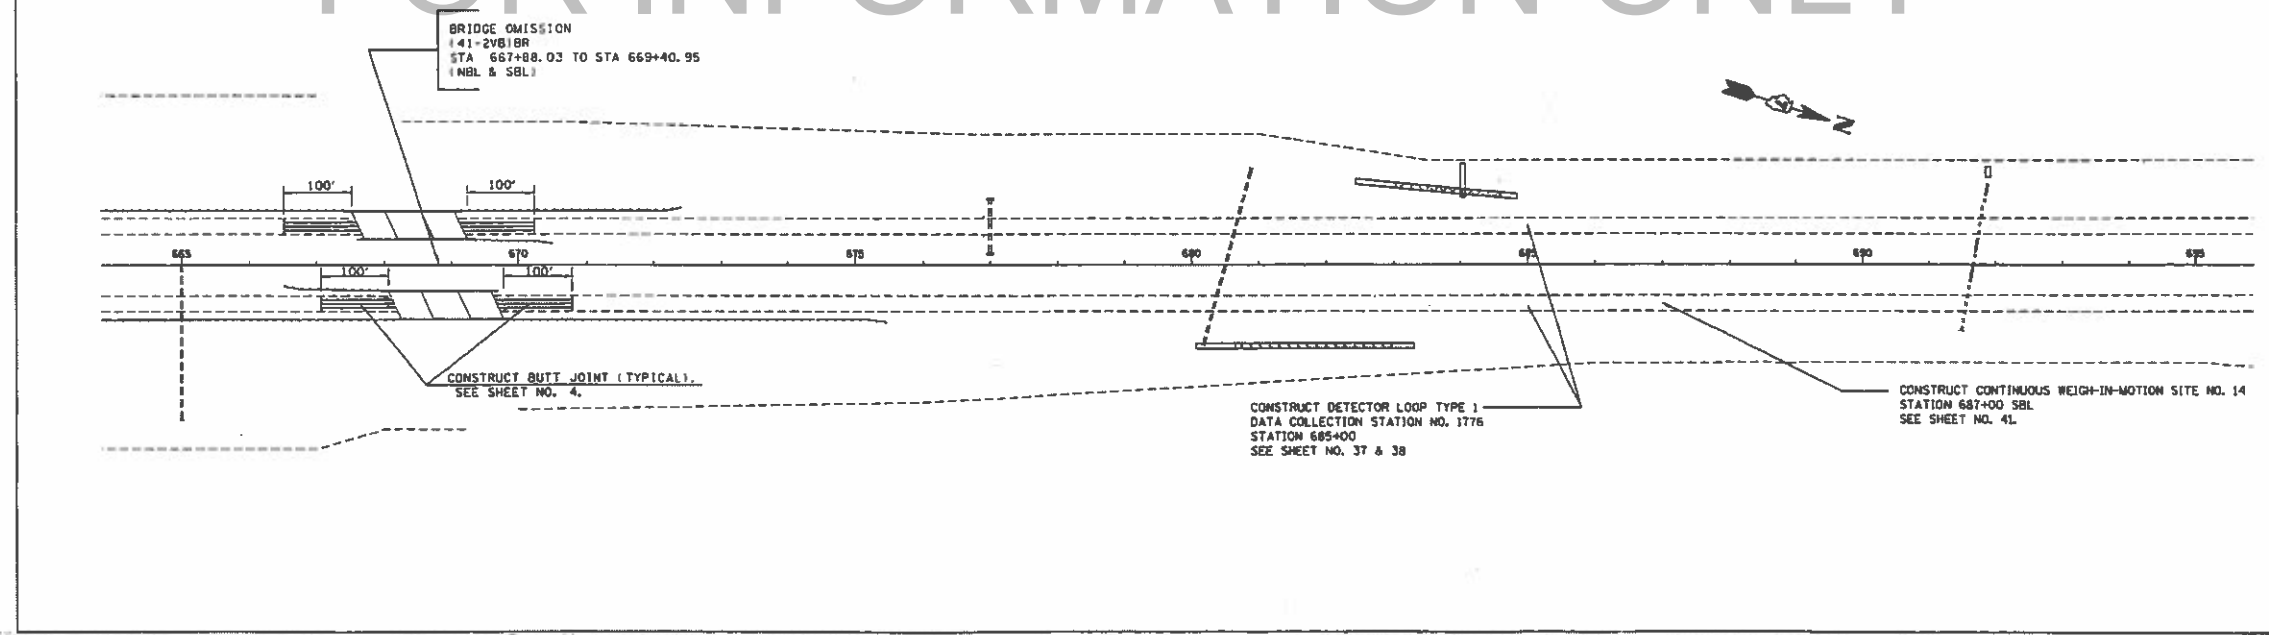 FOR INFORMATION ONLY
BRIDGE OMISSION
(41-2VB)BR
STA 667+88.03 TO STA 669+40.95
(NBL & SBL)
N
100'
100'
665
670
675
680
685
690
695
100'
100'
CONSTRUCT BUTT JOINT (TYPICAL).
SEE SHEET NO. 4.
CONSTRUCT DETECTOR LOOP TYPE 1
DATA COLLECTION STATION NO. 1776
STATION 685+00
SEE SHEET NO. 37 & 38
CONSTRUCT CONTINUOUS WEIGH-IN-MOTION SITE NO. 14
STATION 687+00 SBL
SEE SHEET NO. 41.